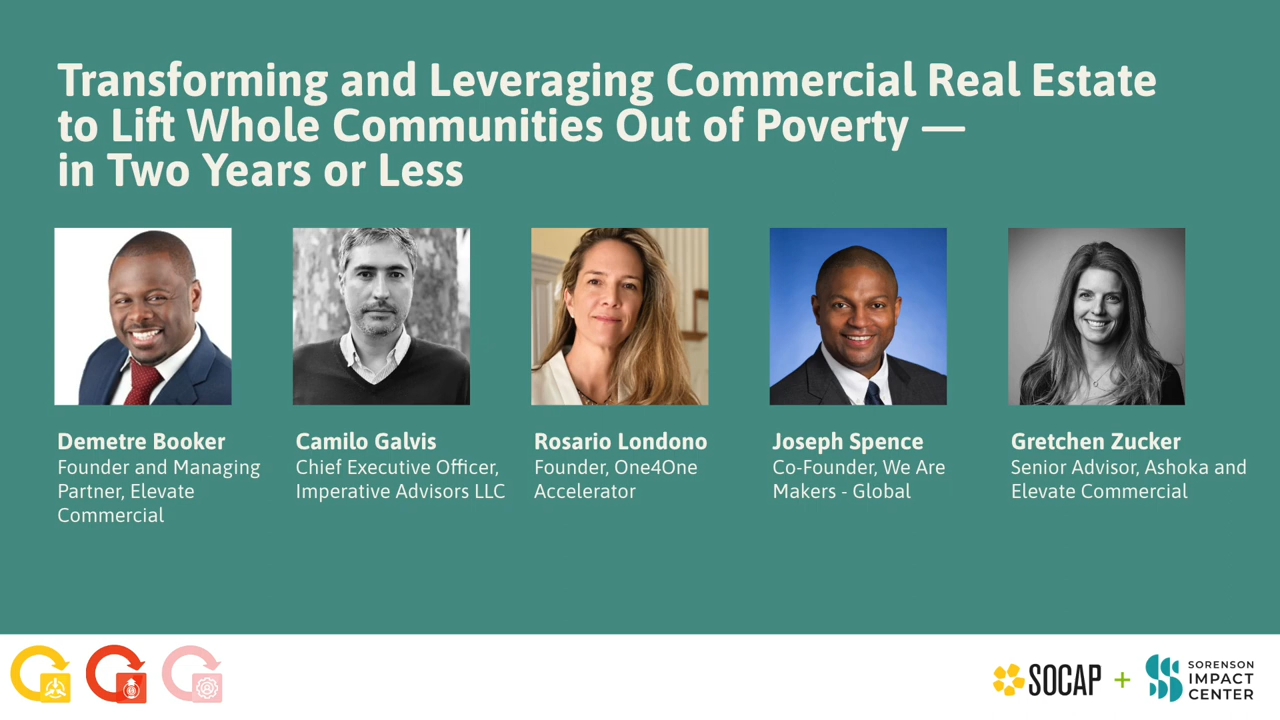 Transforming and Leveraging Commercial Real Estate
to Lift Whole Communities Out of Poverty —
in Two Years or Less
Demetre Booker
Founder and Managing
Partner, Elevate
Commercial
Camilo Galvis
Chief Executive Officer,
Imperative Advisors LLC
Rosario Londono
Founder, One4One
Accelerator
Joseph Spence
Co-Founder, We Are
Makers - Global
Gretchen Zucker
Senior Advisor, Ashoka and
Elevate Commercial
SOCAP +
SORENSON
IMPACT
CENTER